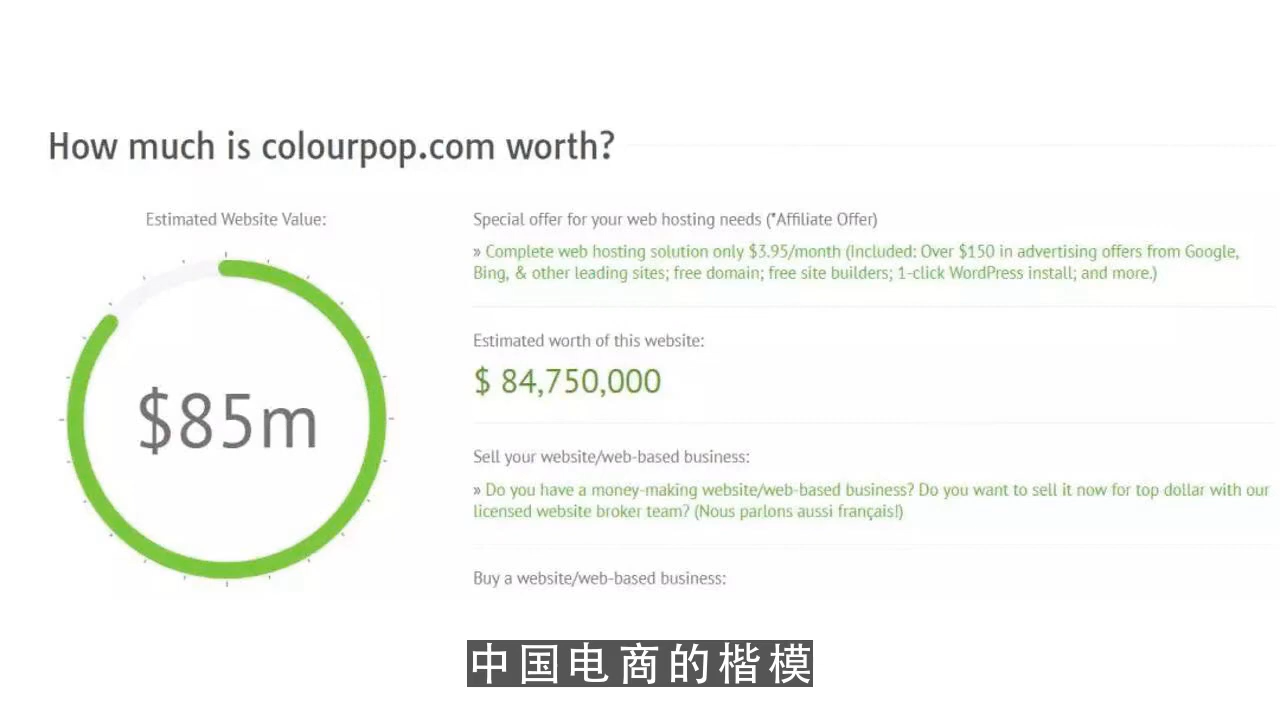 How much is colourpop.com worth?
Estimated Website Value:
$85m
Special offer for your web hosting needs (*Affiliate Offer)
» Complete web hosting solution only $3.95/month (Included: Over $150 in advertising offers from Google,
Bing, & other leading sites; free domain; free site builders; 1-click WordPress install; and more.)
Estimated worth of this website:
$ 84,750,000
Sell your website/web-based business:
» Do you have a money-making website/web-based business? Do you want to sell it now for top dollar with our
licensed website broker team? (Nous parlons aussi français!)
Buy a website/web-based business:
中国电商的楷模